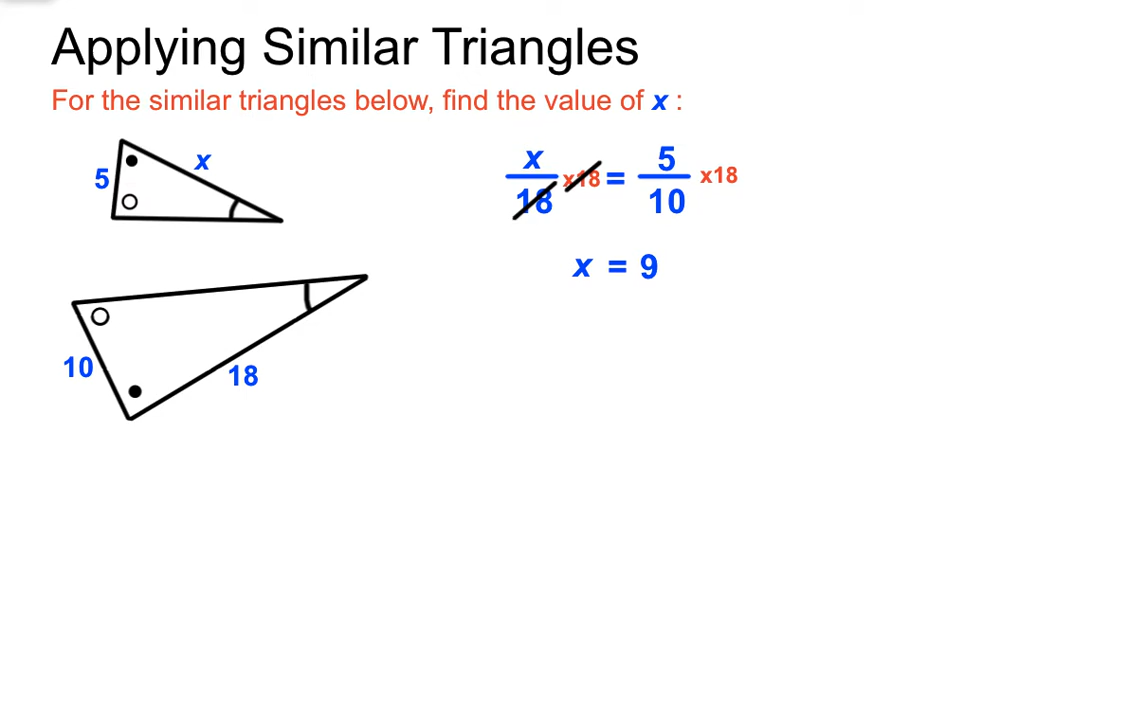 Applying Similar Triangles
For the similar triangles below, find the value of x :
5
x
x/18 x18 = 5/10 x18
x = 9
10
18